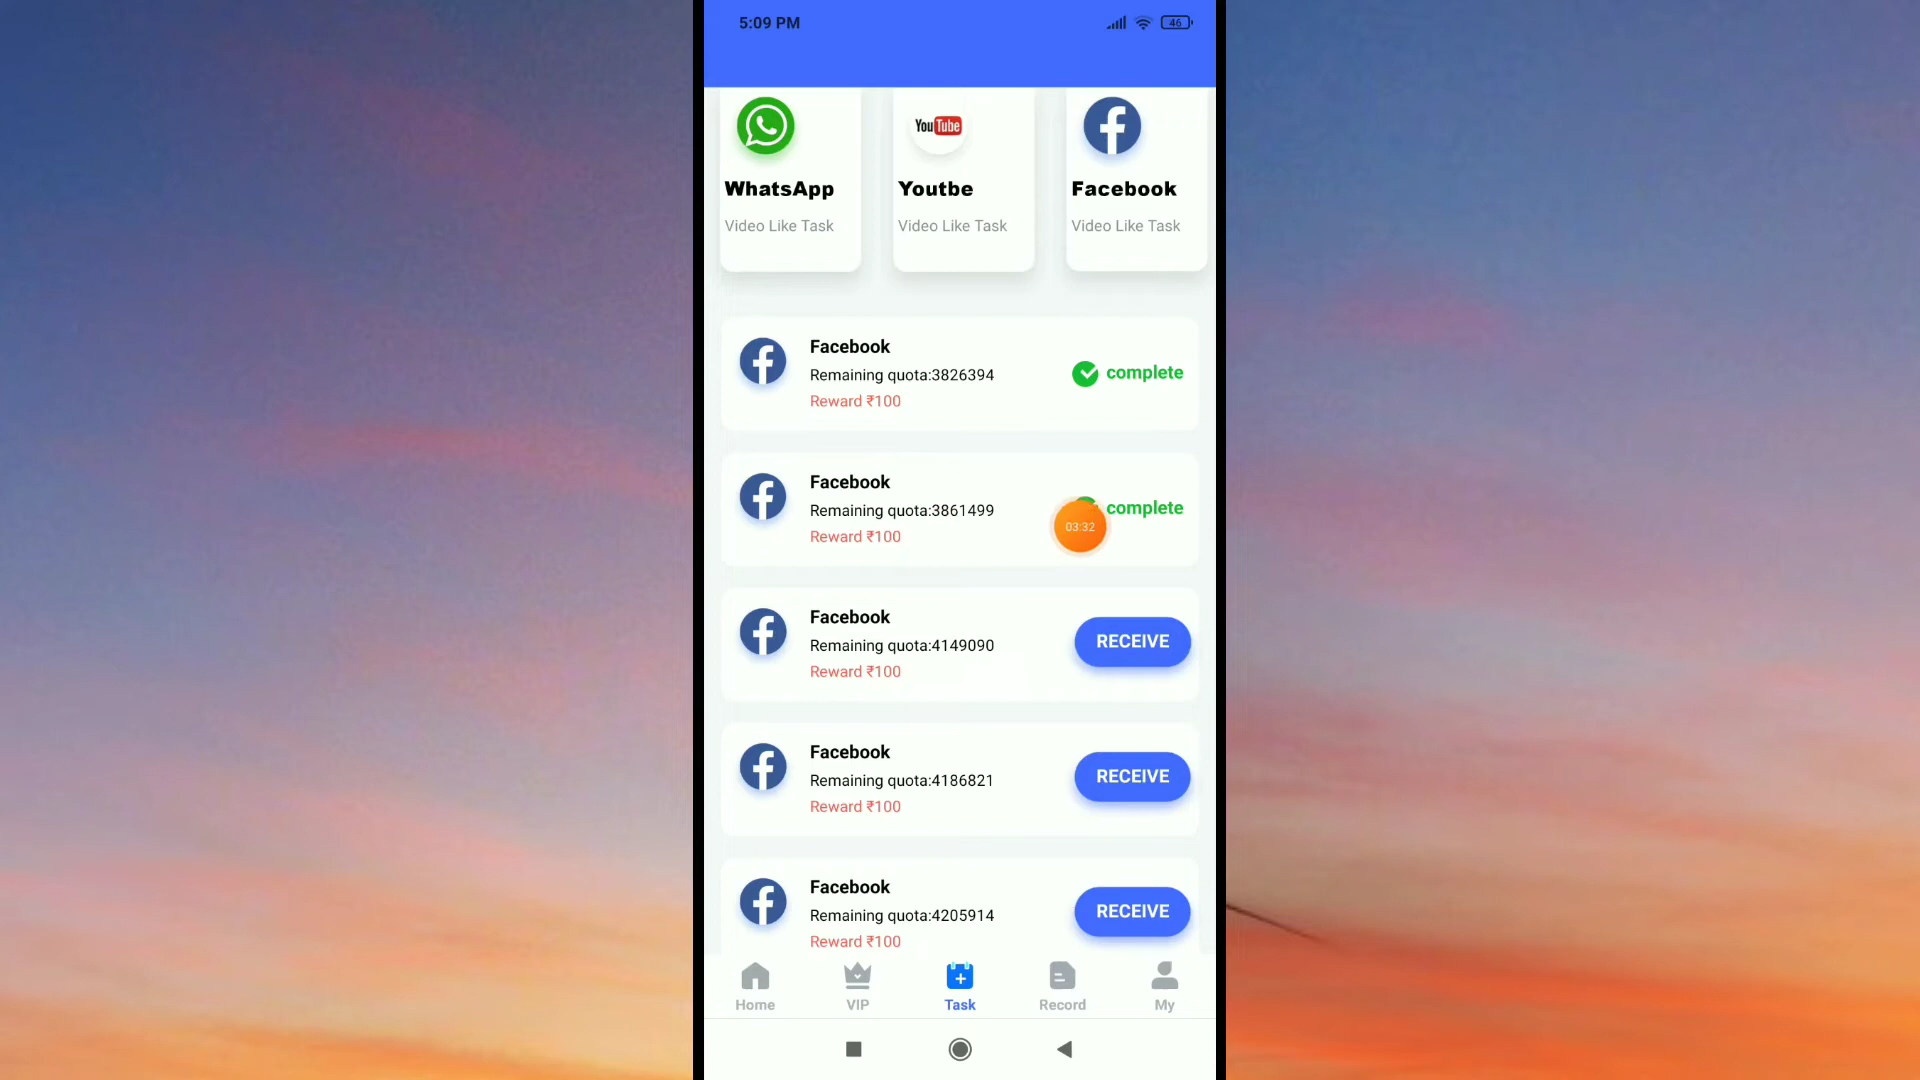 5:09 PM
46
YouTube
WhatsApp
Youtbe
Facebook
Video Like Task
Video Like Task
Video Like Task
Facebook
Remaining quota:3826394
complete
Reward ₹100
Facebook
Remaining quota:3861499
complete
03:32
Reward ₹100
Facebook
Remaining quota:4149090
RECEIVE
Reward ₹100
Facebook
Remaining quota:4186821
RECEIVE
Reward ₹100
Facebook
Remaining quota:4205914
RECEIVE
Reward ₹100
Home
VIP
Task
Record
My